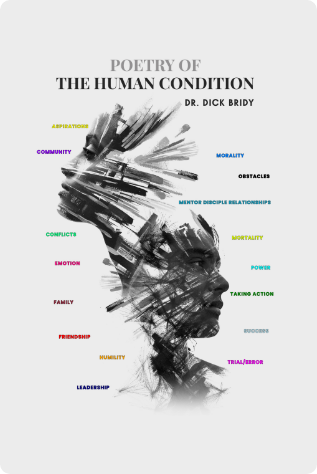 POETRY OF
THE HUMAN CONDITION
DR. DICK BRIDY
ASPIRATIONS
COMMUNITY
MORALITY
OBSTACLES
MENTOR DISCIPLE RELATIONSHIPS
CONFLICTS
MORTALITY
EMOTION
POWER
TAKING ACTION
FAMILY
SUCCESS
FRIENDSHIP
HUMILITY
TRIAL/ERROR
LEADERSHIP